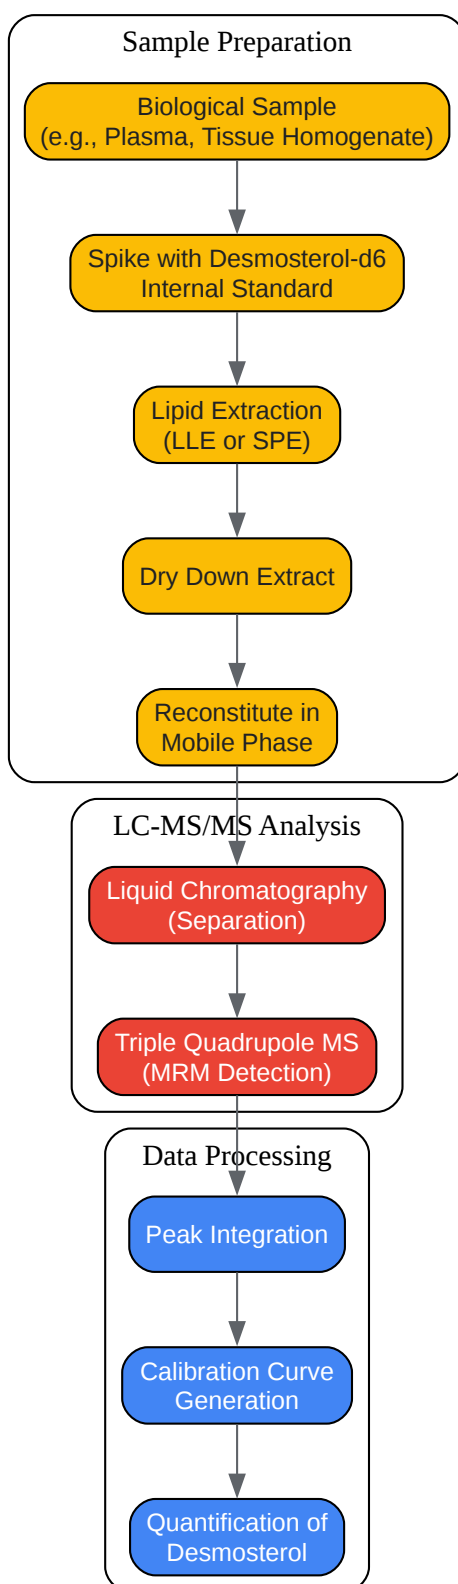 Sample Preparation
Biological Sample
(e.g., Plasma, Tissue Homogenate)
Spike with Desmosterol-d6
Internal Standard
Lipid Extraction
(LLE or SPE)
Dry Down Extract
Reconstitute in
Mobile Phase
LC-MS/MS Analysis
Liquid Chromatography
(Separation)
Triple Quadrupole MS
(MRM Detection)
Data Processing
Peak Integration
Calibration Curve
Generation
Quantification of
Desmosterol